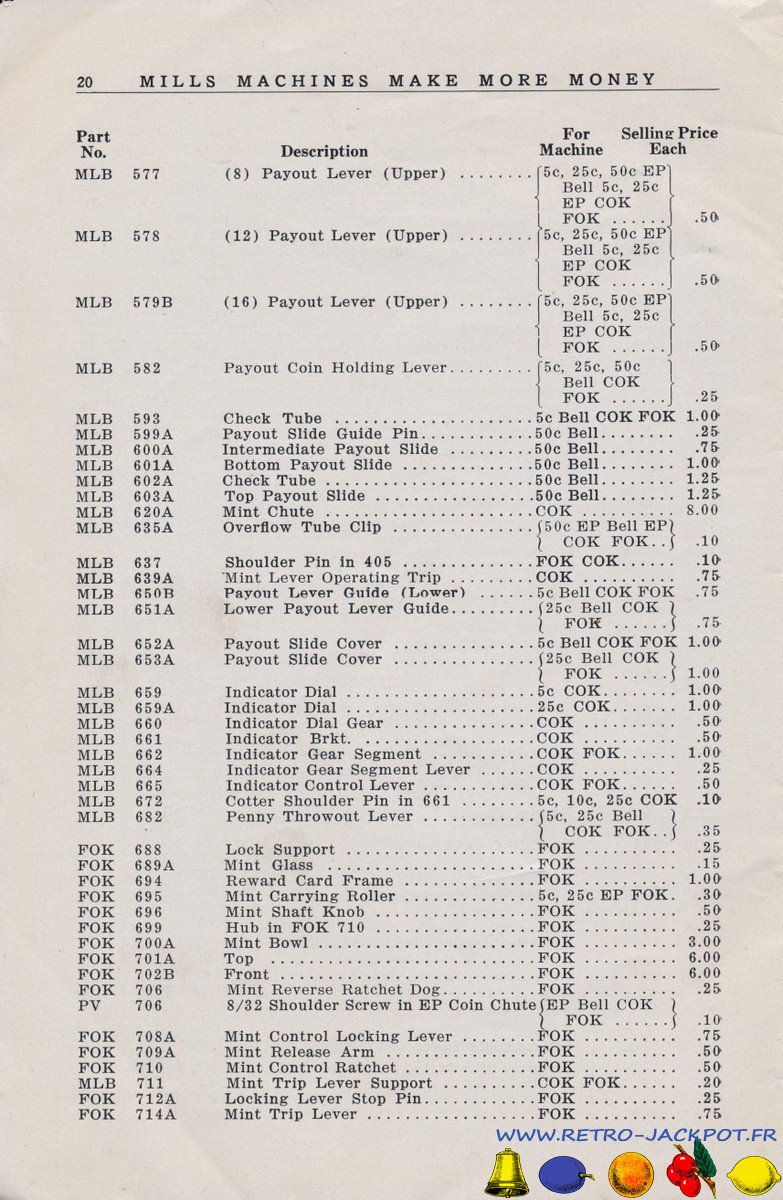 20 MILLS MACHINES MAKE MORE MONEY
Part For Selling Price
No. Description Machine Each
MLB 577 (8) Payout Lever (Upper) ........ 5c, 25c, 50c EP
Bell 5c, 25c
EP COK
FOK ...... .50
MLB 578 (12) Payout Lever (Upper) ........ 5c, 25c, 50c EP
Bell 5c, 25c
EP COK
FOK ...... .50
MLB 579B (16) Payout Lever (Upper) ........ 5c, 25c, 50c EP
Bell 5c, 25c
EP COK
FOK ...... .50
MLB 582 Payout Coin Holding Lever......... 5c, 25c, 50c
Bell COK
FOK ...... .25
MLB 593 Check Tube ...................... 5c Bell COK FOK 1.00
MLB 599A Payout Slide Guide Pin............ 50c Bell........ .25
MLB 600A Intermediate Payout Slide ......... 50c Bell........ .75
MLB 601A Bottom Payout Slide .............. 50c Bell........ 1.00
MLB 602A Check Tube ...................... 50c Bell........ 1.25
MLB 603A Top Payout Slide ................. 50c Bell........ 1.25
MLB 620A Mint Chute ...................... COK .......... 8.00
MLB 635A Overflow Tube Clip ............... {50c EP Bell EP}
COK FOK.. .10
MLB 637 Shoulder Pin in 405 .............. FOK COK...... .10
MLB 639A Mint Lever Operating Trip ......... COK .......... .75
MLB 650B Payout Lever Guide (Lower) ...... 5c Bell COK FOK .75
MLB 651A Lower Payout Lever Guide......... {25c Bell COK }
FOK ...... .75
MLB 652A Payout Slide Cover ............... 5c Bell COK FOK 1.00
MLB 653A Payout Slide Cover ............... {25c Bell COK }
FOK ...... 1.00
MLB 659 Indicator Dial .................... 5c COK........ 1.00
MLB 659A Indicator Dial .................... 25c COK....... 1.00
MLB 660 Indicator Dial Gear ............... COK .......... .50
MLB 661 Indicator Brkt. ................... COK .......... .50
MLB 662 Indicator Gear Segment ........... COK FOK...... 1.00
MLB 664 Indicator Gear Segment Lever ...... COK .......... .25
MLB 665 Indicator Control Lever ........... COK FOK...... .50
MLB 672 Cotter Shoulder Pin in 661 ........ 5c, 10c, 25c COK .10
MLB 682 Penny Throwout Lever ............ {5c, 25c Bell
COK FOK.. .35
FOK 688 Lock Support .................... FOK .......... .25
FOK 689A Mint Glass ...................... FOK .......... .15
FOK 694 Reward Card Frame .............. FOK .......... 1.00
FOK 695 Mint Carrying Roller .............. 5c, 25c EP FOK. .30
FOK 696 Mint Shaft Knob ................. FOK .......... .50
FOK 699 Hub in FOK 710 .................. FOK .......... .25
FOK 700A Mint Bowl ....................... FOK .......... 3.00
FOK 701A Top ............................ FOK .......... 6.00
FOK 702B Front ........................... FOK .......... 6.00
FOK 706 Mint Reverse Ratchet Dog.......... FOK .......... .25
PV 706 8/32 Shoulder Screw in EP Coin Chute {EP Bell COK }
FOK ...... .10
FOK 708A Mint Control Locking Lever ........ FOK .......... .75
FOK 709A Mint Release Arm ................ FOK .......... .50
FOK 710 Mint Control Ratchet .............. FOK .......... .50
MLB 711 Mint Trip Lever Support .......... COK FOK...... .20
FOK 712A Locking Lever Stop Pin............ FOK .......... .25
FOK 714A Mint Trip Lever .................. FOK .......... .75
WWW.RETRO-JACKPOT.FR